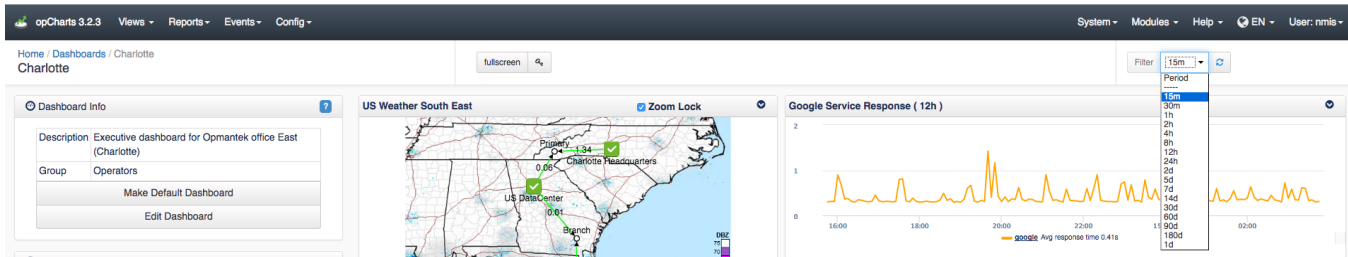 opCharts 3.2.3 Views Reports Events Config System Modules Help EN User: nmis
Home / Dashboards / Charlotte
Charlotte
fullscreen
Filter 15m
Period
-----
15m
30m
1h
2h
4h
8h
12h
24h
2d
5d
7d
14d
30d
60d
90d
180d
1d
Dashboard Info ?
Description Executive dashboard for Opmantek office East
(Charlotte)
Group Operators
Make Default Dashboard
Edit Dashboard
US Weather South East Zoom Lock
Primary 1.34
Charlotte Headquarters
0.06
US DataCenter
0.01
Branch
DBZ
75
70
Google Service Response ( 12h )
2
1
0
16:00 18:00 20:00 22:00 02:00
google Avg response time 0.41s